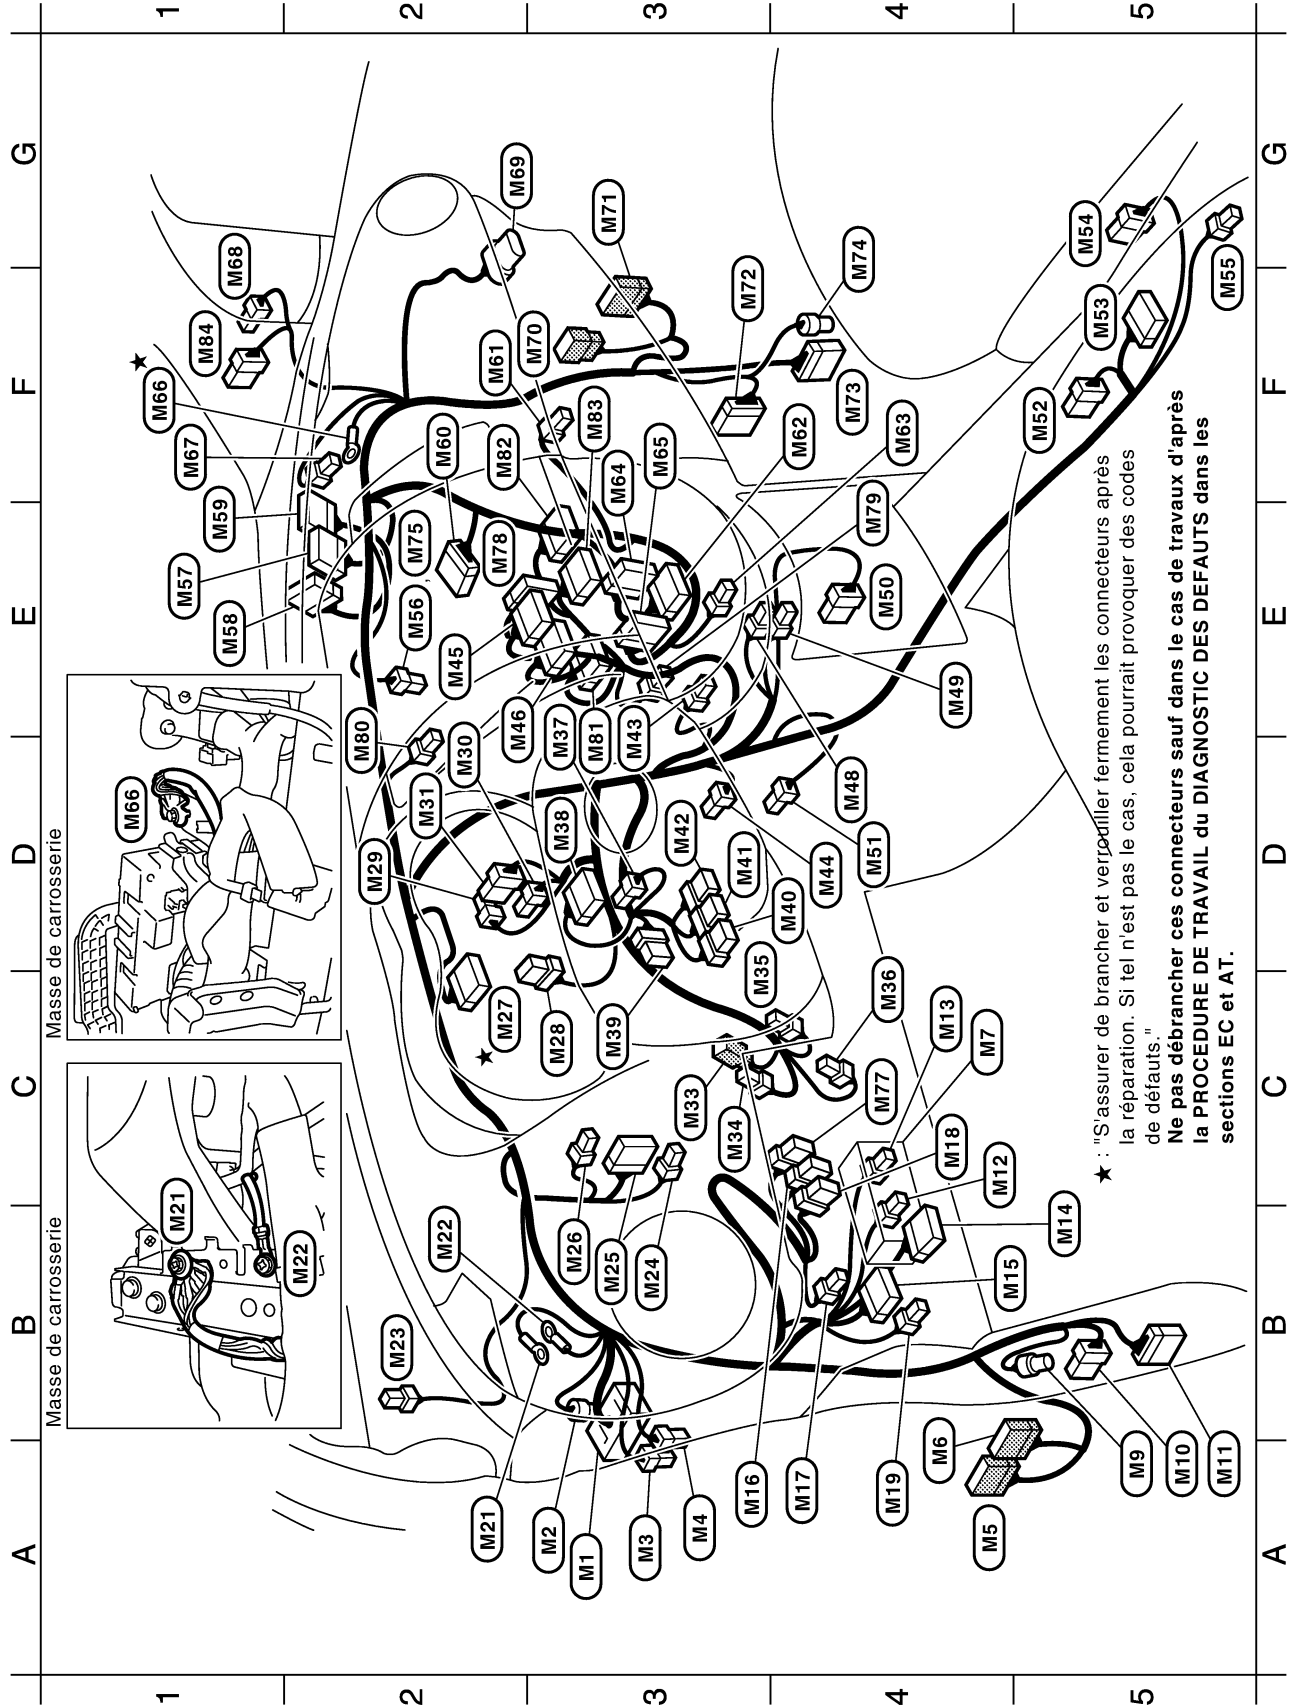 1
2
3
4
5
A
B
C
D
E
F
G
Masse de carrosserie
M21
M22
Masse de carrosserie
M66
M1
M2
M3
M4
M5
M6
M7
M9
M10
M11
M12
M13
M14
M15
M16
M17
M18
M19
M21
M22
M23
M24
M25
M26
M27
★
M28
M29
M30
M31
M33
M34
M35
M36
M37
M38
M39
M40
M41
M42
M43
M44
M45
M46
M48
M49
M50
M51
M52
M53
M54
M55
M56
M57
M58
M59
M60
M61
M62
M63
M64
M65
M66
★
M67
M68
M69
M70
M71
M72
M73
M74
M75
M77
M78
M79
M80
M81
M82
M83
M84
★ : "S'assurer de brancher et verrouiller fermement les connecteurs après
la réparation. Si tel n'est pas le cas, cela pourrait provoquer des codes
de défauts."
Ne pas débrancher ces connecteurs sauf dans le cas de travaux d'après
la PROCEDURE DE TRAVAIL du DIAGNOSTIC DES DEFAUTS dans les
sections EC et AT.
A
B
C
D
E
F
G
1
2
3
4
5